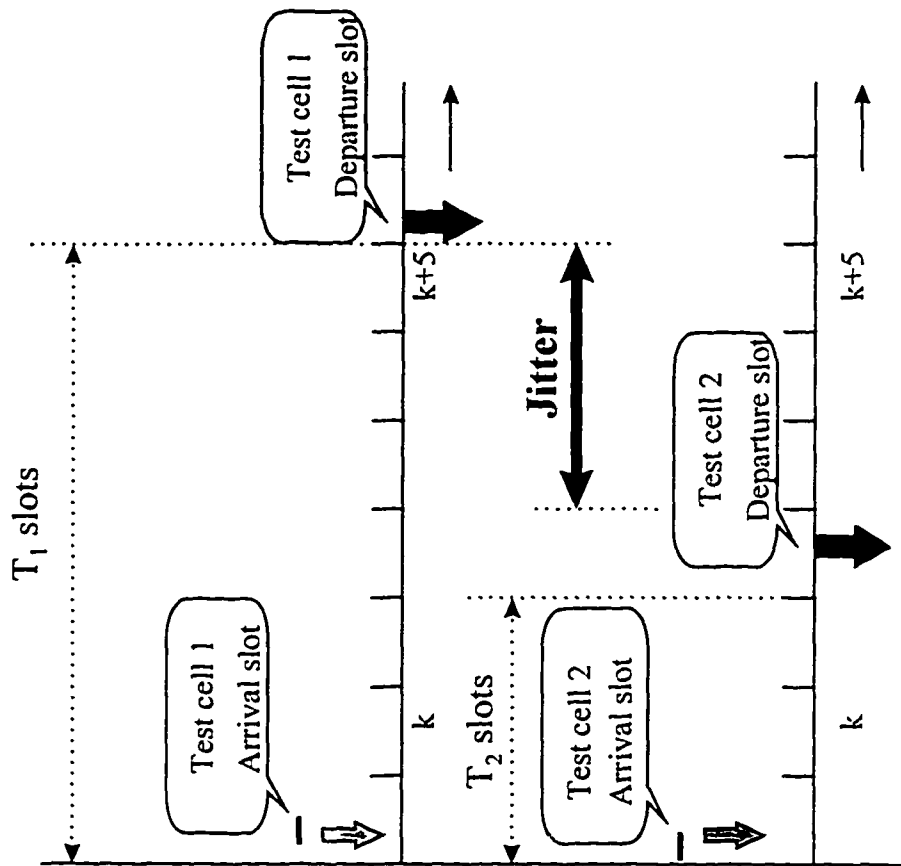 T₁ slots
Test cell 1
Arrival slot
Test cell 1
Departure slot
k
k+5
Jitter
T₂ slots
Test cell 2
Arrival slot
Test cell 2
Departure slot
k
k+5